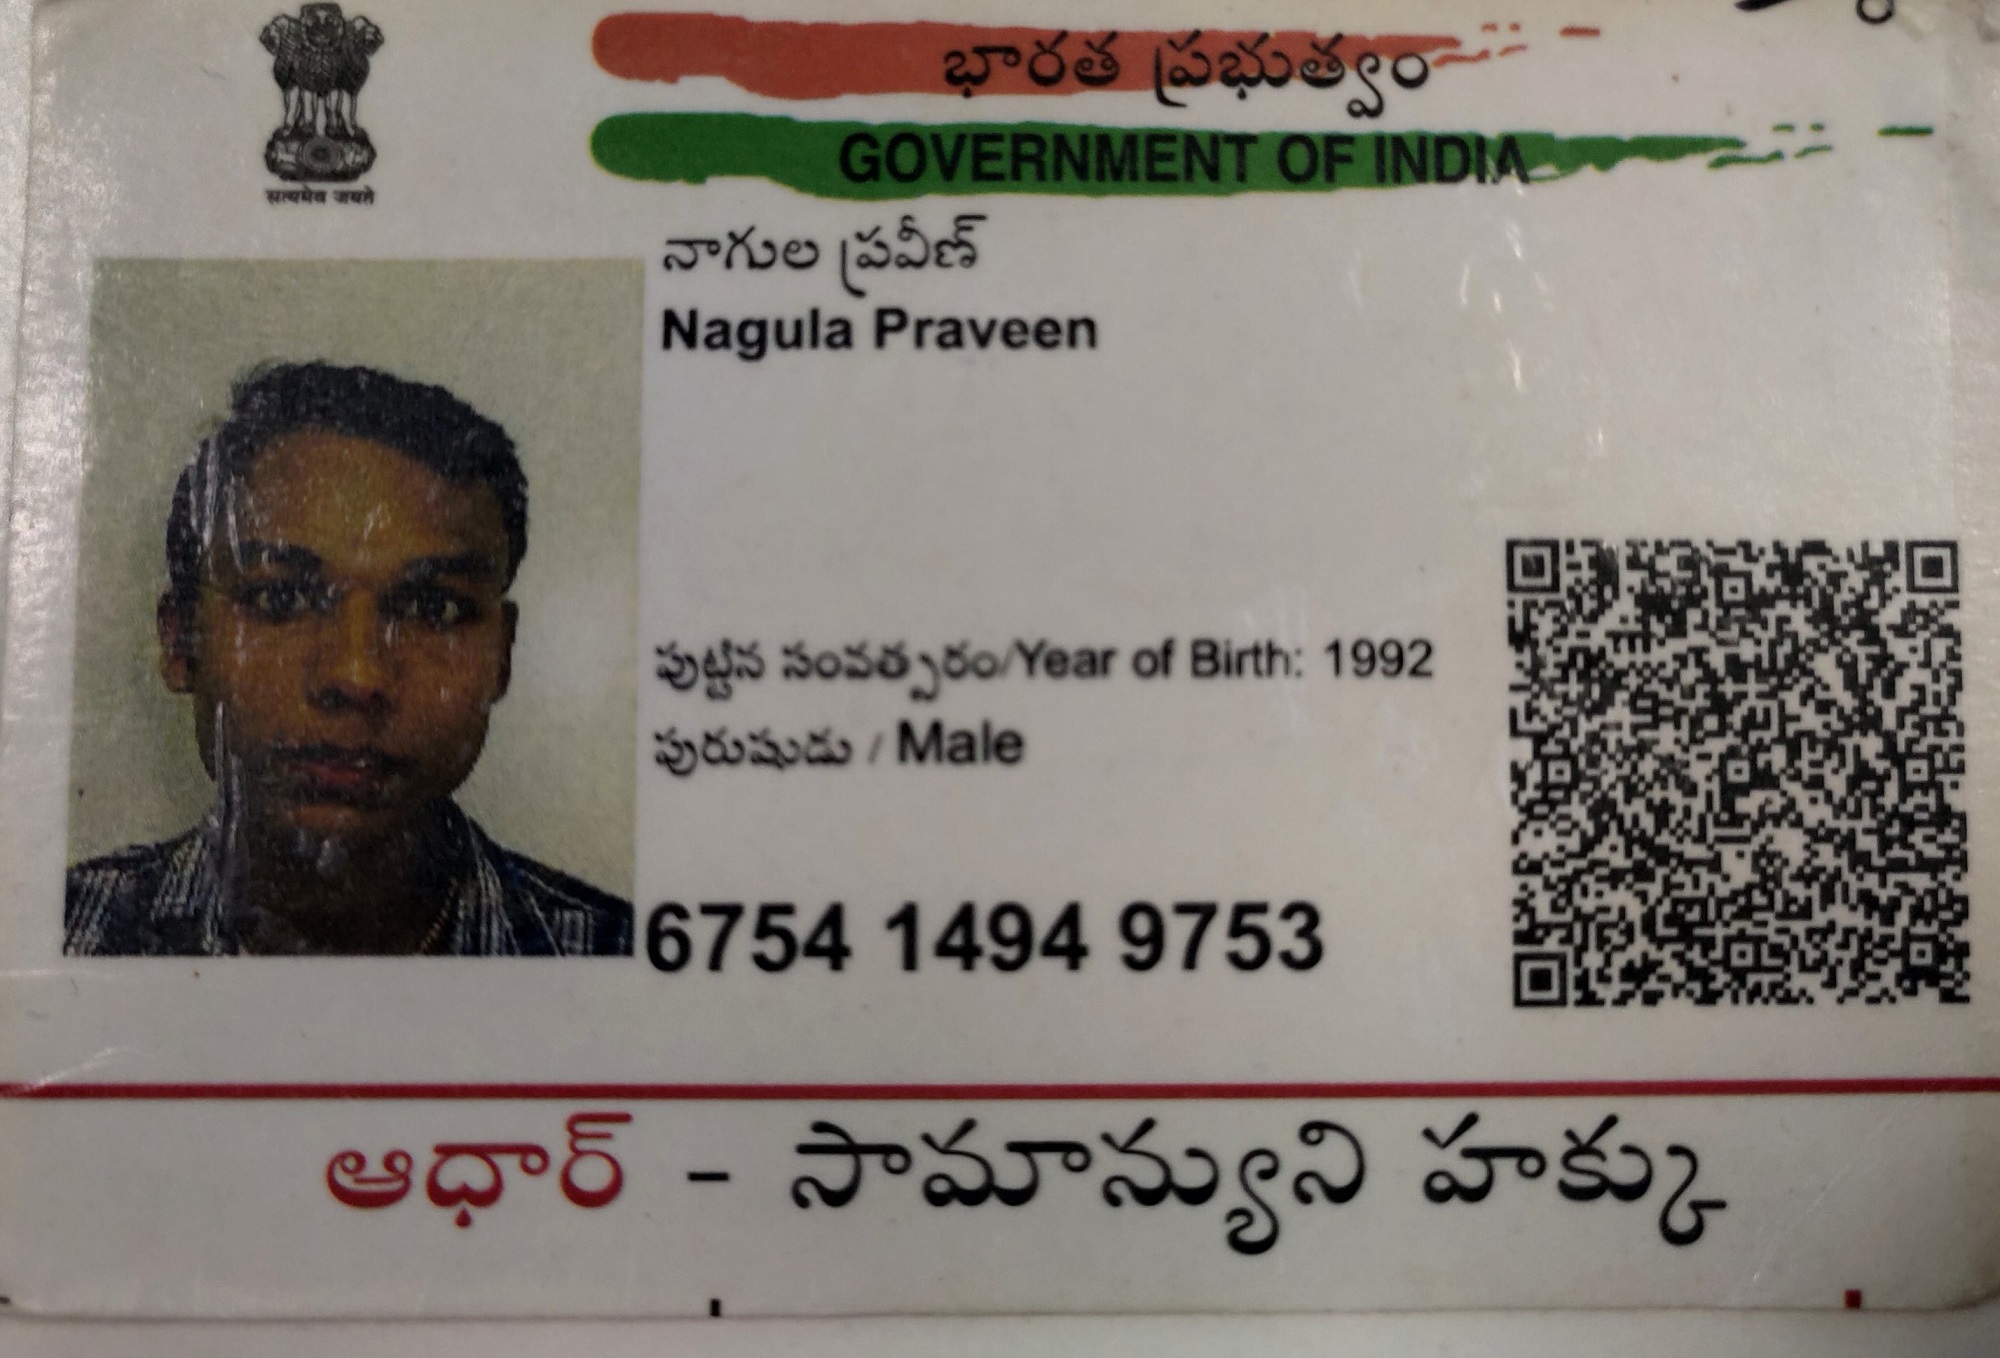 భారత ప్రభుత్వం
GOVERNMENT OF INDIA
सत्यमेव जयते
నాగుల ప్రవీణ్
Nagula Praveen
పుట్టిన సంవత్సరం/Year of Birth: 1992
పురుషుడు / Male
6754 1494 9753
ఆధార్ - సామాన్యుని హక్కు